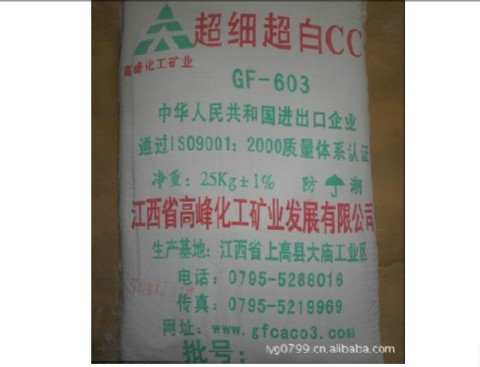 超细超白CC
高峰化工矿业
GF-603
中华人民共和国进出口企业
通过ISO9001:2000质量体系认证
净重:25Kg±1% 防 潮
江西省高峰化工矿业发展有限公司
生产基地:江西省上高县大庙工业区
电话:0795-5288016
传真:0795-5219969
网址:www.gfcaco3.com
批号:
lyg0799.cn.alibaba.com